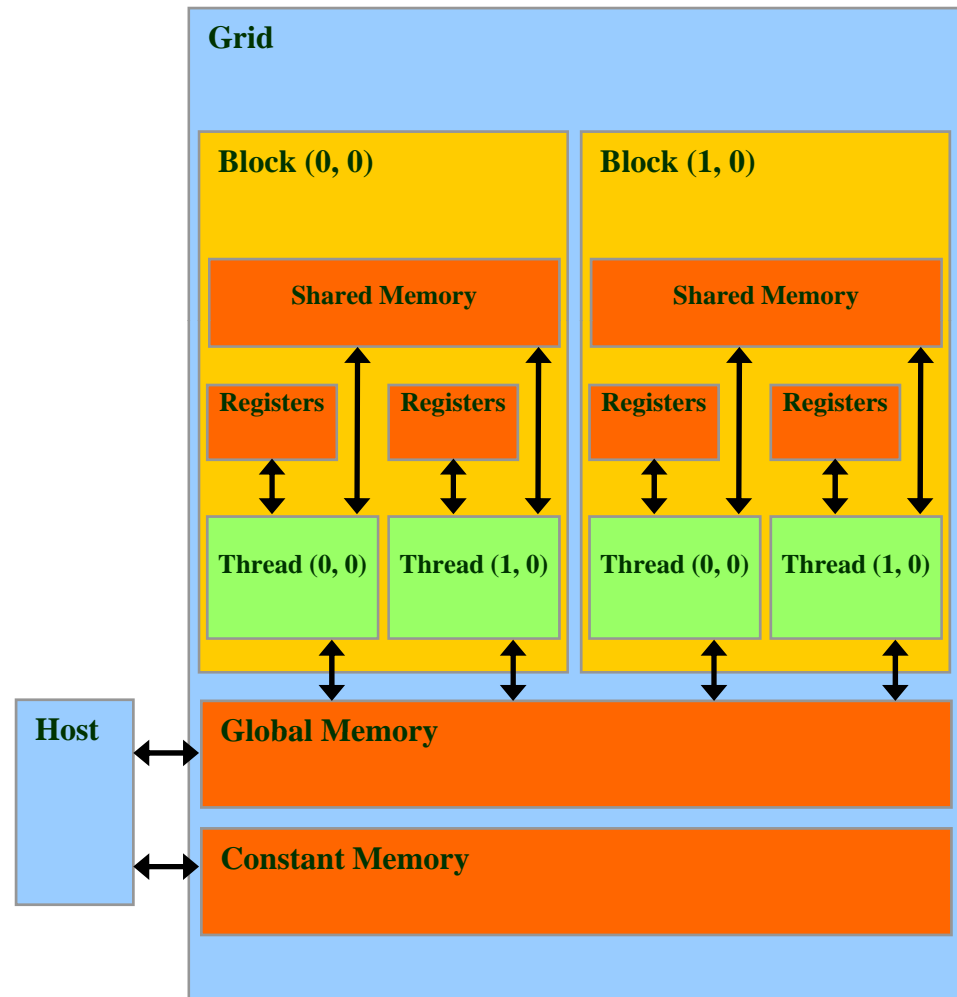 Grid
Block (0, 0)
Block (1, 0)
Shared Memory
Shared Memory
Registers
Registers
Registers
Registers
Thread (0, 0)
Thread (1, 0)
Thread (0, 0)
Thread (1, 0)
Host
Global Memory
Constant Memory